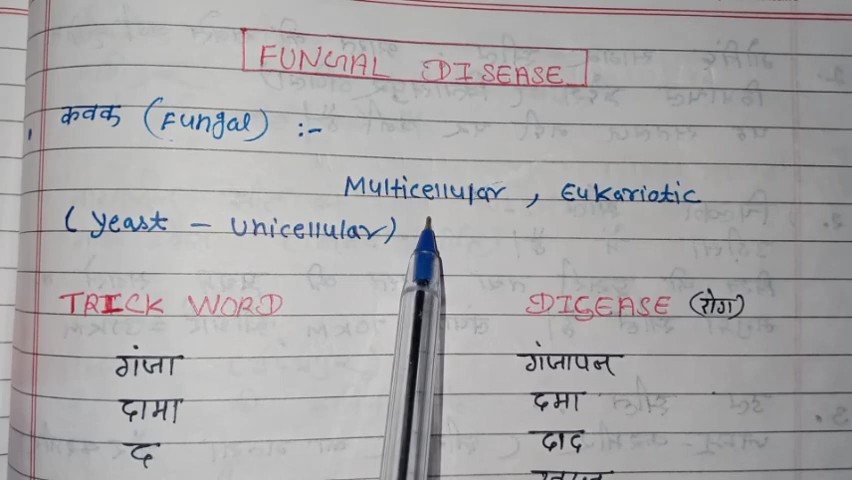 FUNGAL DISEASE
कवक (Fungal) :-
Multicellular, Eukariotic
(Yeast - Unicellular)
TRICK WORD DISEASE (रोग)
गंजा गंजापन
दामा दमा
द दाद